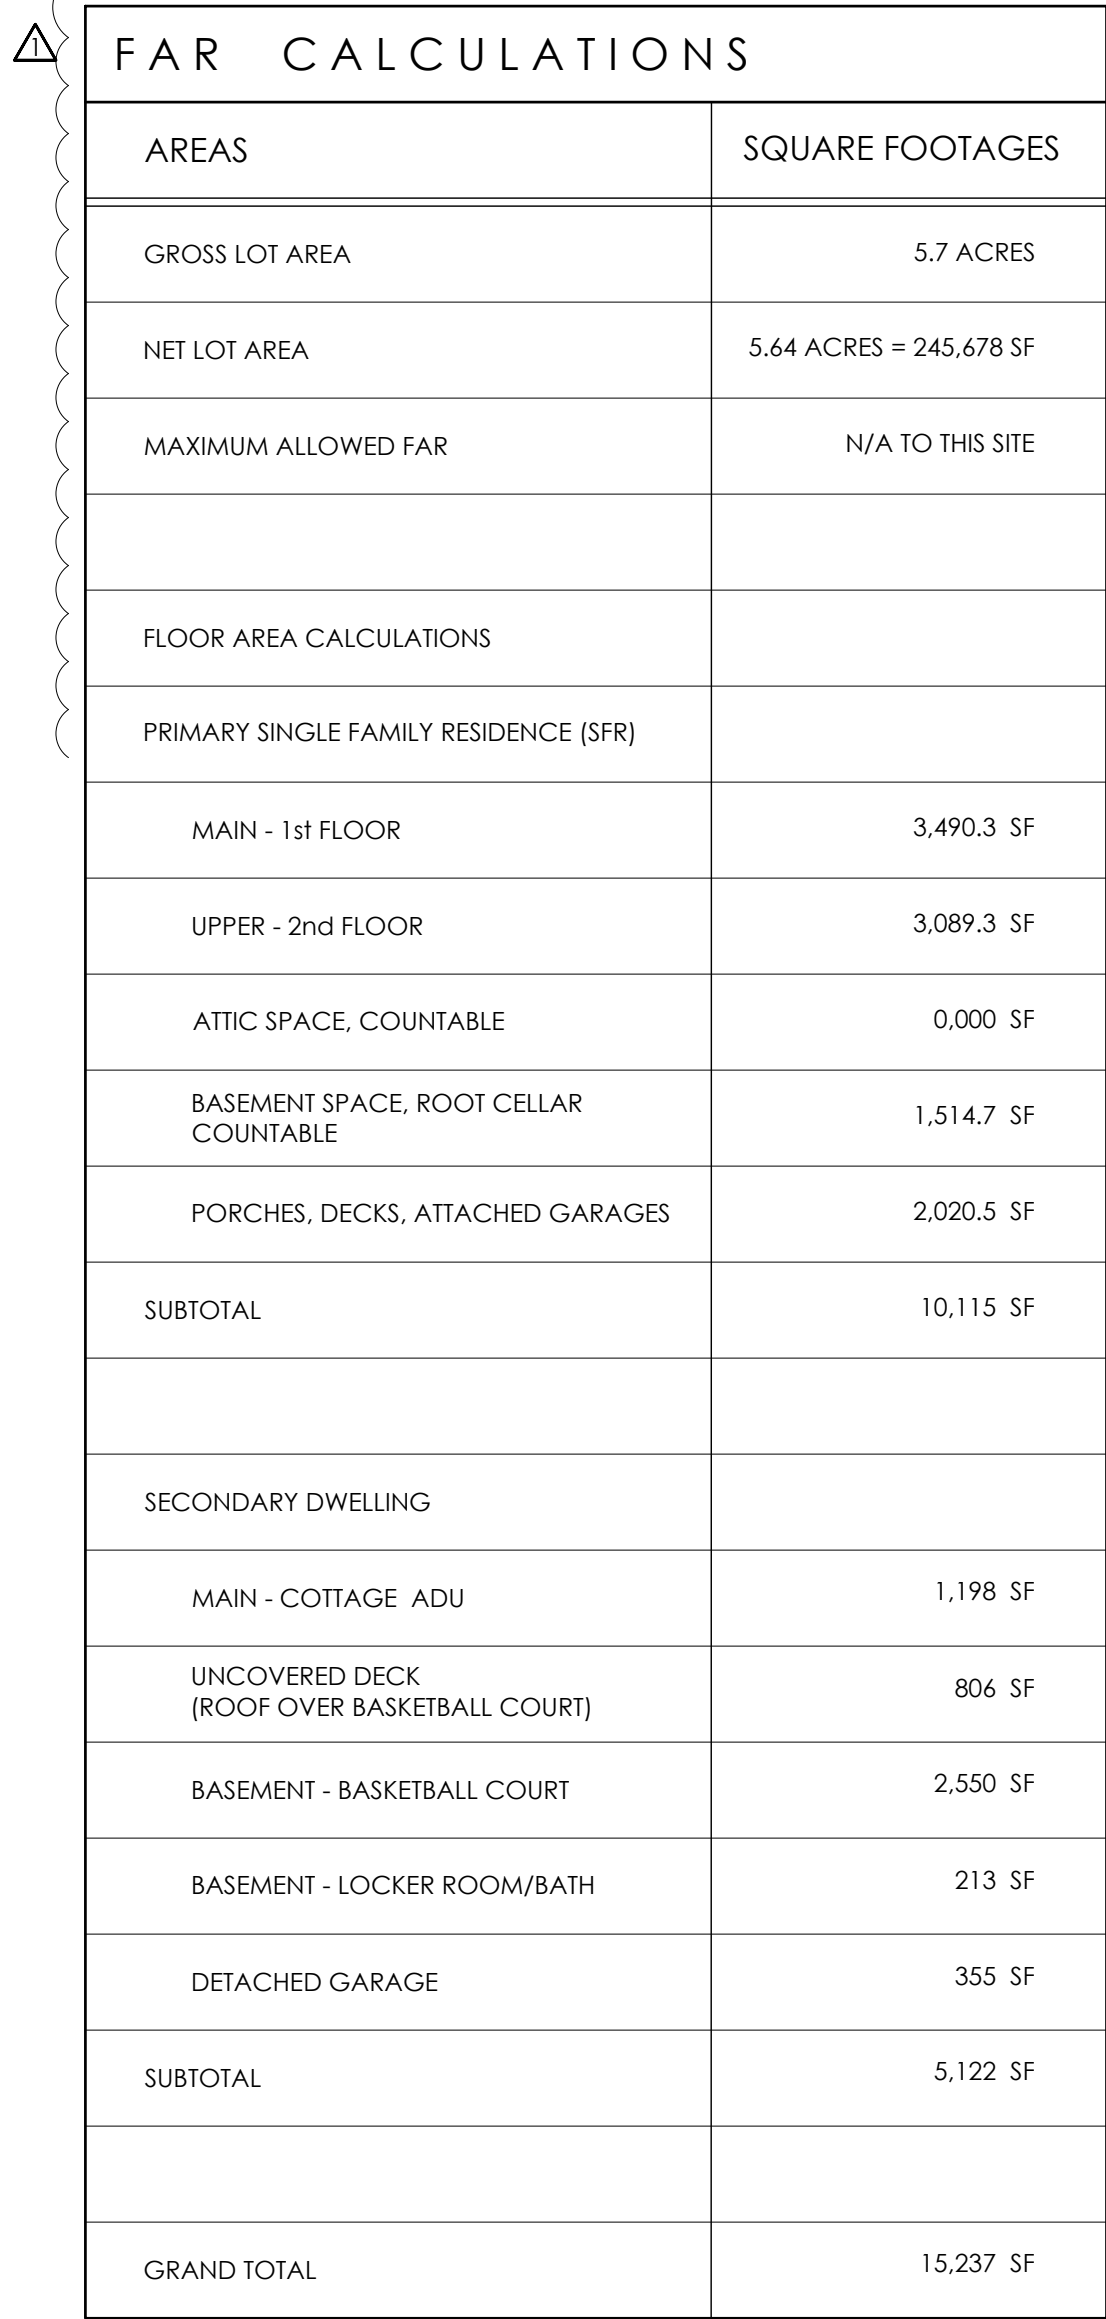 1
FAR CALCULATIONS
AREAS SQUARE FOOTAGES
GROSS LOT AREA 5.7 ACRES
NET LOT AREA 5.64 ACRES = 245,678 SF
MAXIMUM ALLOWED FAR N/A TO THIS SITE
FLOOR AREA CALCULATIONS
PRIMARY SINGLE FAMILY RESIDENCE (SFR)
MAIN - 1st FLOOR 3,490.3 SF
UPPER - 2nd FLOOR 3,089.3 SF
ATTIC SPACE, COUNTABLE 0,000 SF
BASEMENT SPACE, ROOT CELLAR
COUNTABLE 1,514.7 SF
PORCHES, DECKS, ATTACHED GARAGES 2,020.5 SF
SUBTOTAL 10,115 SF
SECONDARY DWELLING
MAIN - COTTAGE ADU 1,198 SF
UNCOVERED DECK
(ROOF OVER BASKETBALL COURT) 806 SF
BASEMENT - BASKETBALL COURT 2,550 SF
BASEMENT - LOCKER ROOM/BATH 213 SF
DETACHED GARAGE 355 SF
SUBTOTAL 5,122 SF
GRAND TOTAL 15,237 SF